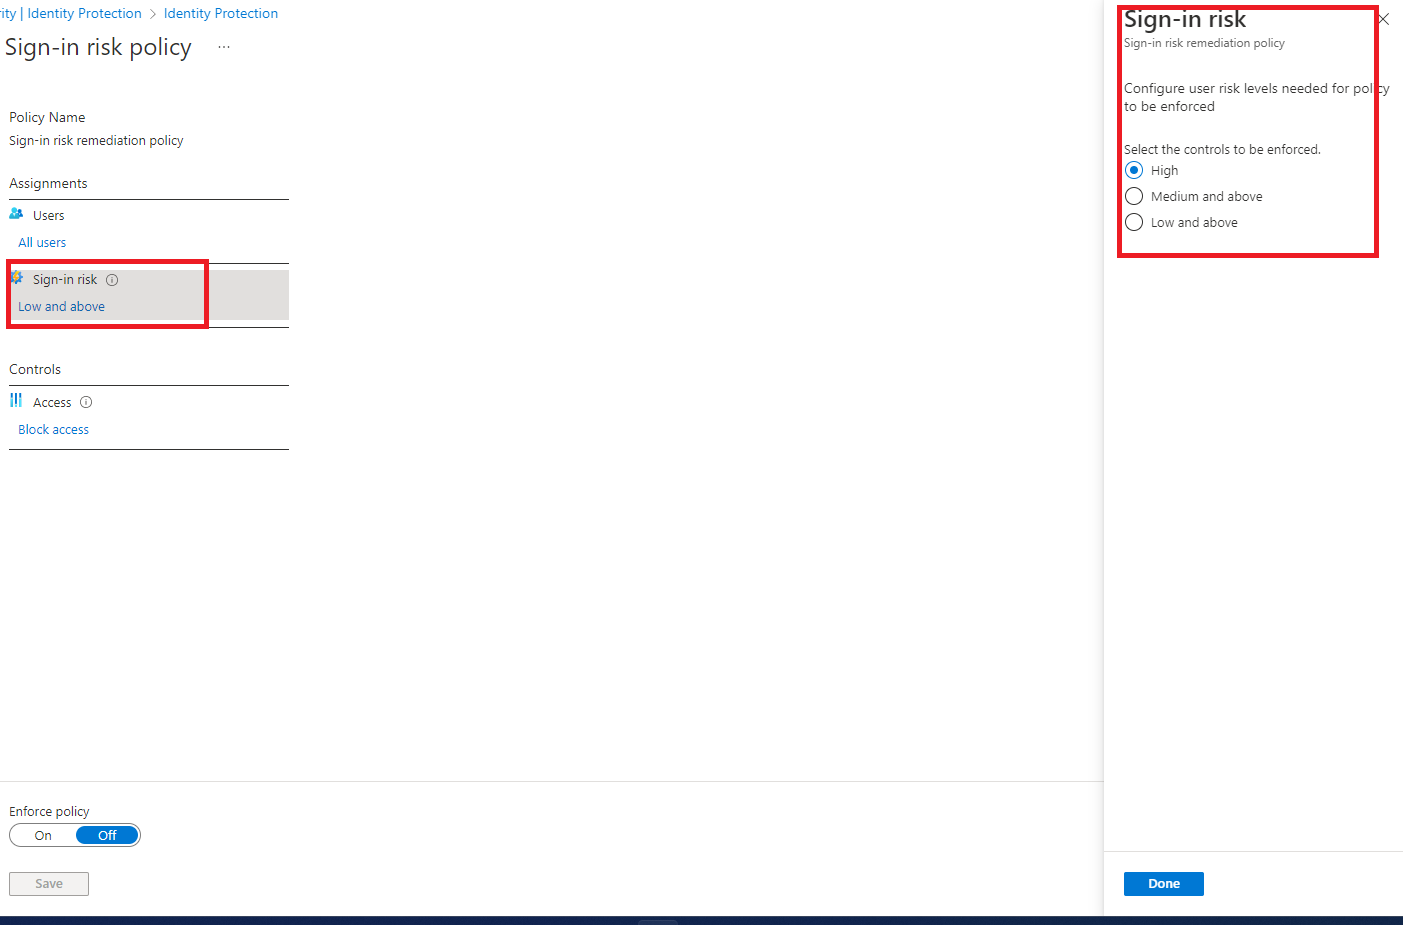 rity | Identity Protection > Identity Protection
Sign-in risk policy ...
Policy Name
Sign-in risk remediation policy
Assignments
Users
All users
Sign-in risk
Low and above
Controls
Access
Block access
Enforce policy
On Off
Save
Sign-in risk
Sign-in risk remediation policy
Configure user risk levels needed for policy
to be enforced
Select the controls to be enforced.
High
Medium and above
Low and above
Done